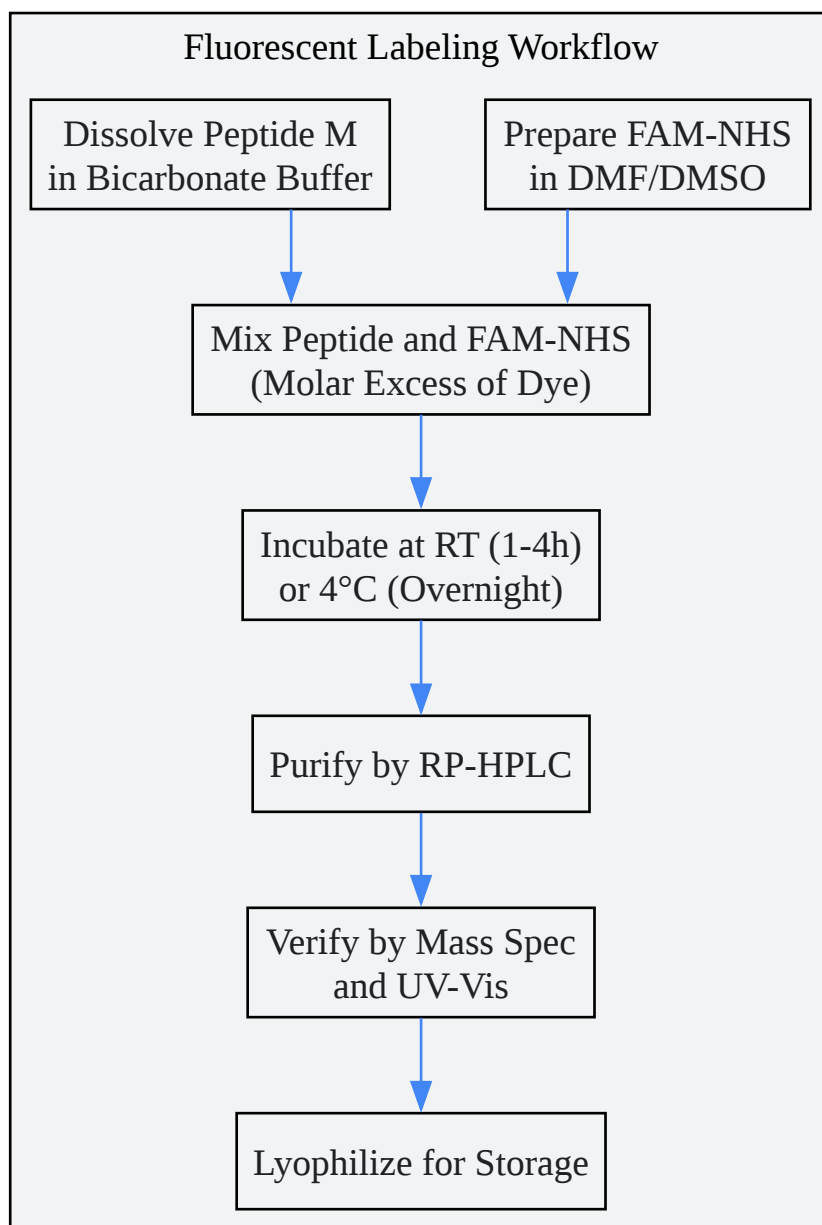 Fluorescent Labeling Workflow
Dissolve Peptide M
in Bicarbonate Buffer
Prepare FAM-NHS
in DMF/DMSO
Mix Peptide and FAM-NHS
(Molar Excess of Dye)
Incubate at RT (1-4h)
or 4°C (Overnight)
Purify by RP-HPLC
Verify by Mass Spec
and UV-Vis
Lyophilize for Storage